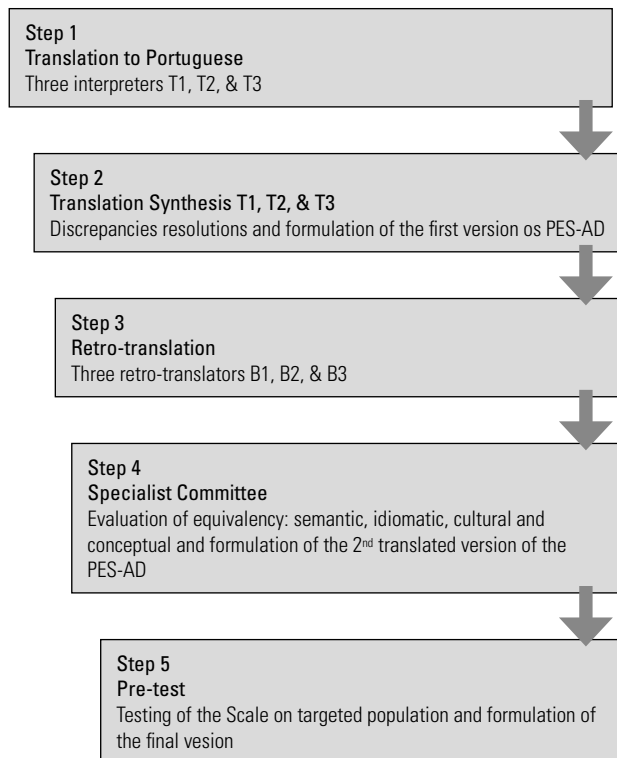 Step 1
Translation to Portuguese
Three interpreters T1, T2, & T3
Step 2
Translation Synthesis T1, T2, & T3
Discrepancies resolutions and formulation of the first version os PES-AD
Step 3
Retro-translation
Three retro-translators B1, B2, & B3
Step 4
Specialist Committee
Evaluation of equivalency: semantic, idiomatic, cultural and
conceptual and formulation of the 2nd translated version of the
PES-AD
Step 5
Pre-test
Testing of the Scale on targeted population and formulation of
the final vesion